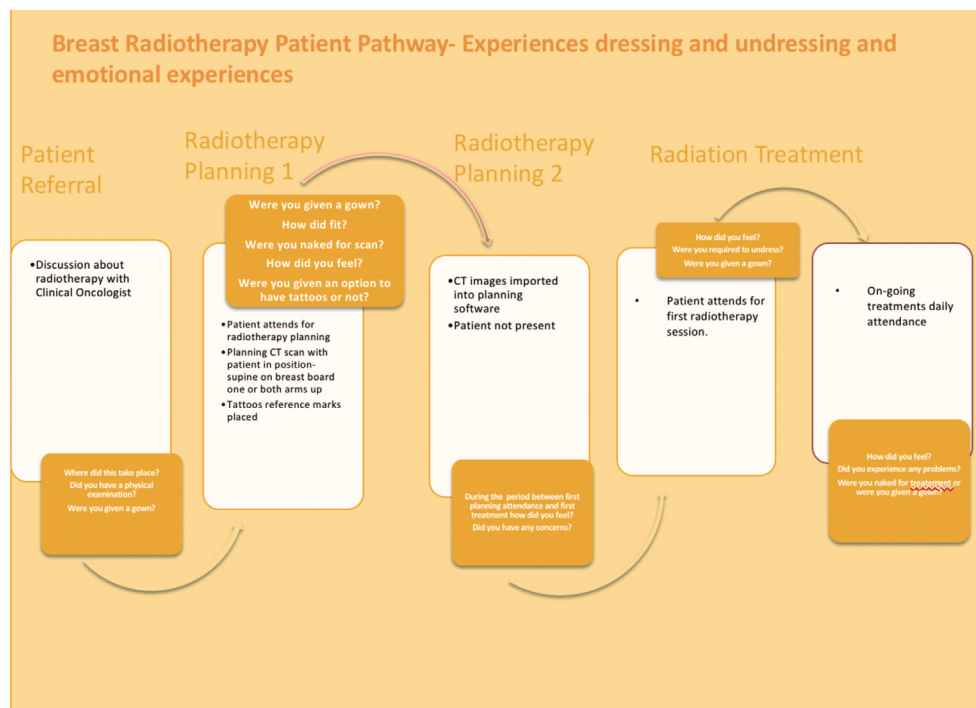 Breast Radiotherapy Patient Pathway- Experiences dressing and undressing and
emotional experiences
Patient
Referral
•Discussion about
radiotherapy with
Clinical Oncologist
Where did this take place?
Did you have a physical
examination?
Were you given a gown?
Radiotherapy
Planning 1
Were you given a gown?
How did fit?
Were you naked for scan?
How did you feel?
Were you given an option to
have tattoos or not?
•Patient attends for
radiotherapy planning
•Planning CT scan with
patient in position-
supine on breast board
one or both arms up
•Tattoos reference marks
placed
Radiotherapy
Planning 2
•CT images imported
into planning
software
•Patient not present
During the period between first
planning attendance and first
treatment how did you feel?
Did you have any concerns?
Radiation Treatment
How did you feel?
Were you required to undress?
Were you given a gown?
• Patient attends for
first radiotherapy
session.
• On-going
treatments daily
attendance
How did you feel?
Did you experience any problems?
Were you naked for treatement or
were you given a gown?